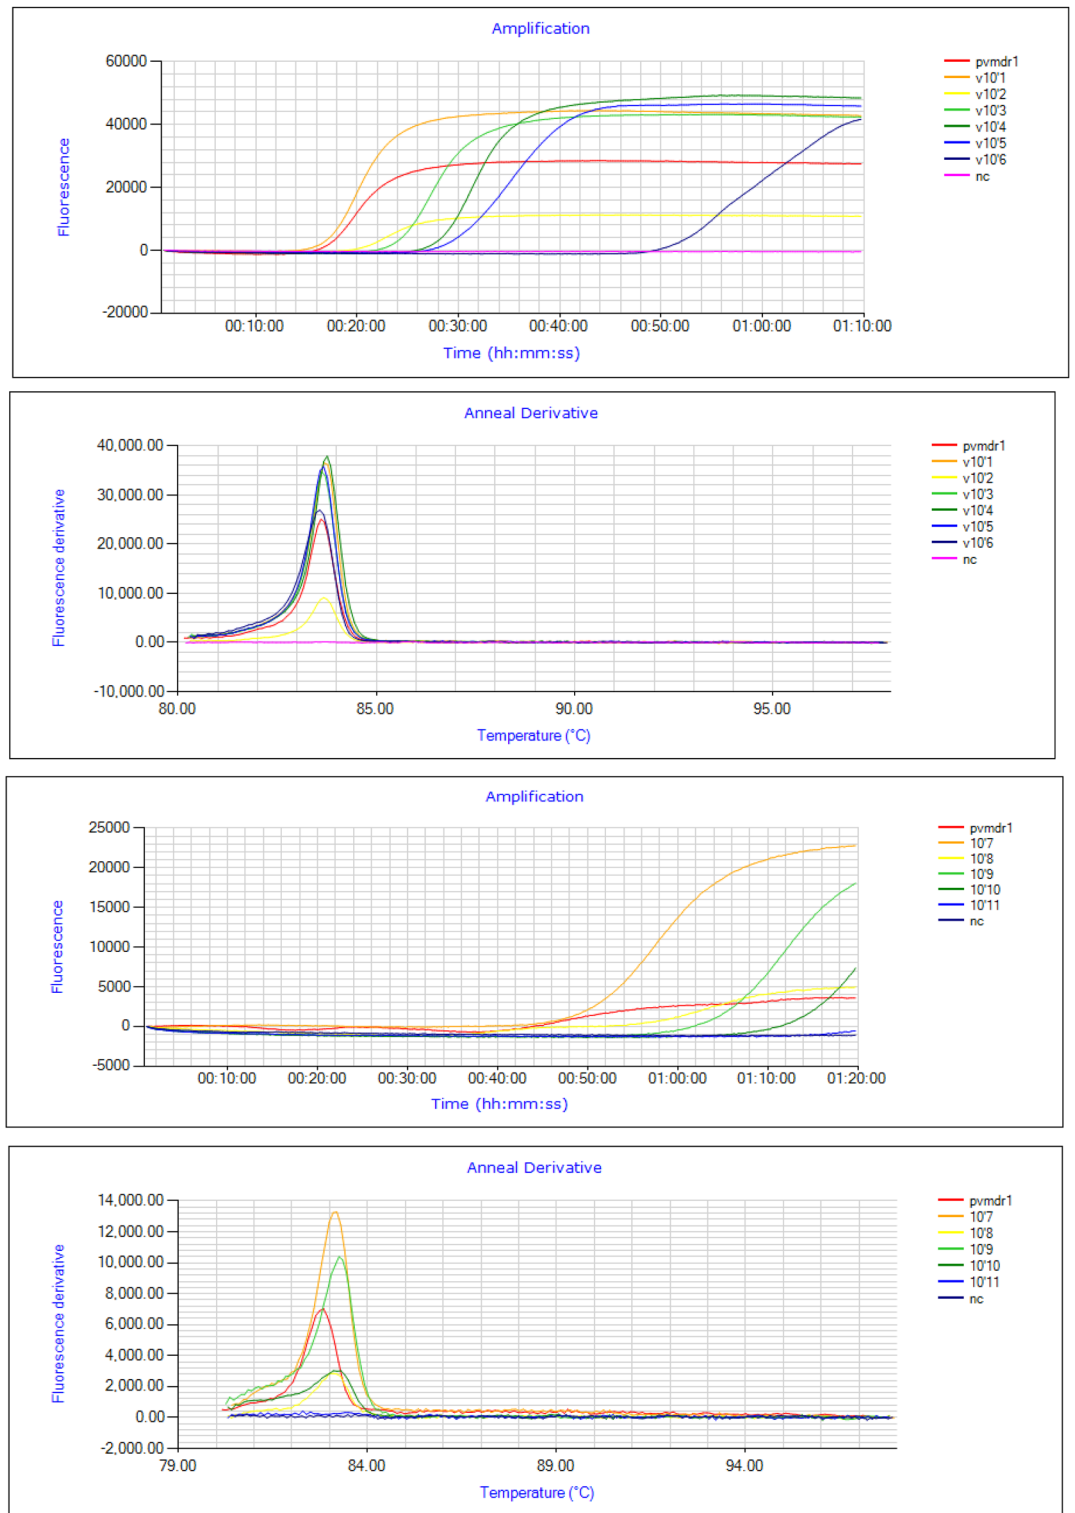 Amplification
60000
40000
20000
0
-20000
Fluorescence
00:10:00 00:20:00 00:30:00 00:40:00 00:50:00 01:00:00 01:10:00
Time (hh:mm:ss)
pvmdr1
v10'1
v10'2
v10'3
v10'4
v10'5
v10'6
nc
Anneal Derivative
40,000.00
30,000.00
20,000.00
10,000.00
0.00
-10,000.00
Fluorescence derivative
80.00 85.00 90.00 95.00
Temperature (°C)
pvmdr1
v10'1
v10'2
v10'3
v10'4
v10'5
v10'6
nc
Amplification
25000
20000
15000
10000
5000
0
-5000
Fluorescence
00:10:00 00:20:00 00:30:00 00:40:00 00:50:00 01:00:00 01:10:00 01:20:00
Time (hh:mm:ss)
pvmdr1
10'7
10'8
10'9
10'10
10'11
nc
Anneal Derivative
14,000.00
12,000.00
10,000.00
8,000.00
6,000.00
4,000.00
2,000.00
0.00
-2,000.00
Fluorescence derivative
79.00 84.00 89.00 94.00
Temperature (°C)
pvmdr1
10'7
10'8
10'9
10'10
10'11
nc